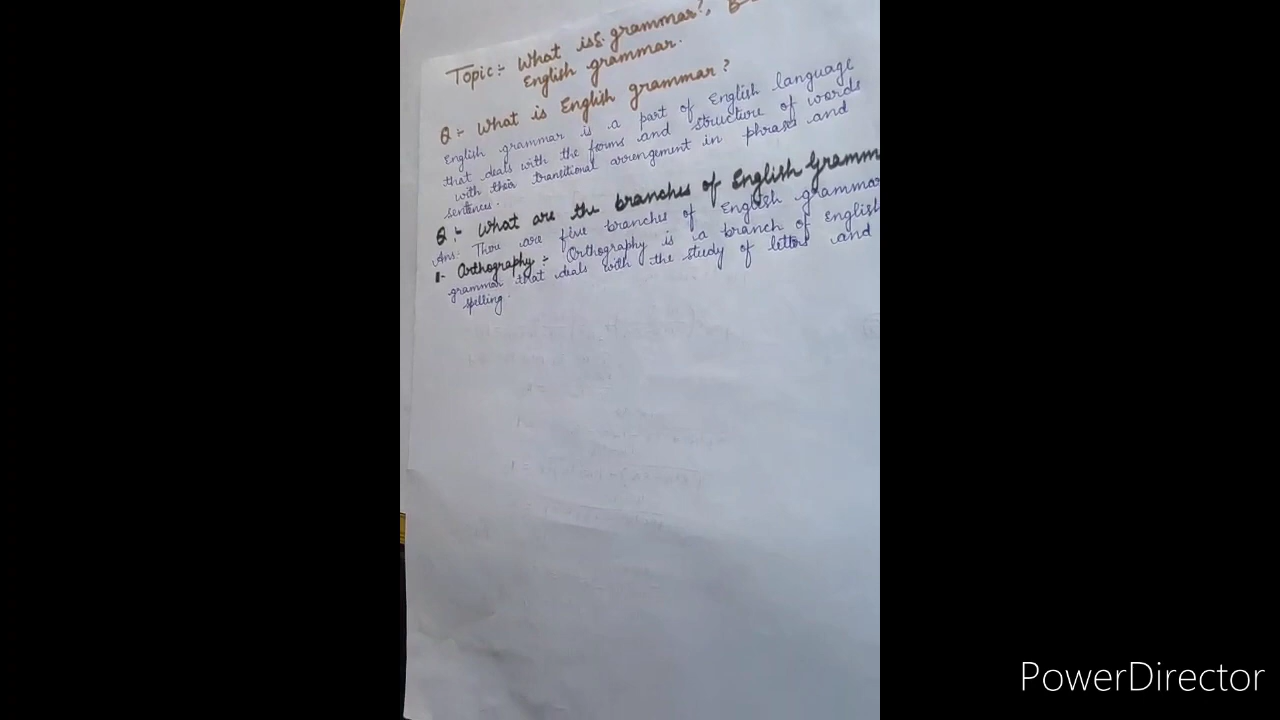 Topic:- What is grammar?,
English grammar.
Q:- What is English grammar?
English grammar is a part of English language
that deals with the forms and structure of words
with their transitional arrengement in phrases and
sentences.
Q:- What are the branches of English Gramm
Ans:- There are five branches of English grammar
1- Orthography:- Orthography is a branch of English
grammar that deals with the study of letters and
spelling.
PowerDirector